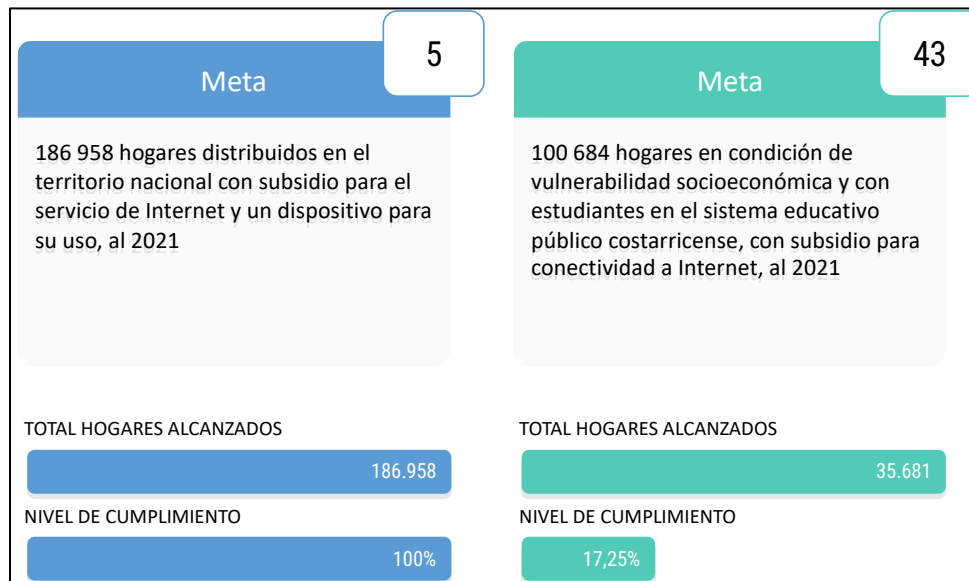 Meta
5
186 958 hogares distribuidos en el
territorio nacional con subsidio para el
servicio de Internet y un dispositivo para
su uso, al 2021
TOTAL HOGARES ALCANZADOS
186.958
NIVEL DE CUMPLIMIENTO
100%
Meta
43
100 684 hogares en condición de
vulnerabilidad socioeconómica y con
estudiantes en el sistema educativo
público costarricense, con subsidio para
conectividad a Internet, al 2021
TOTAL HOGARES ALCANZADOS
35.681
NIVEL DE CUMPLIMIENTO
17,25%